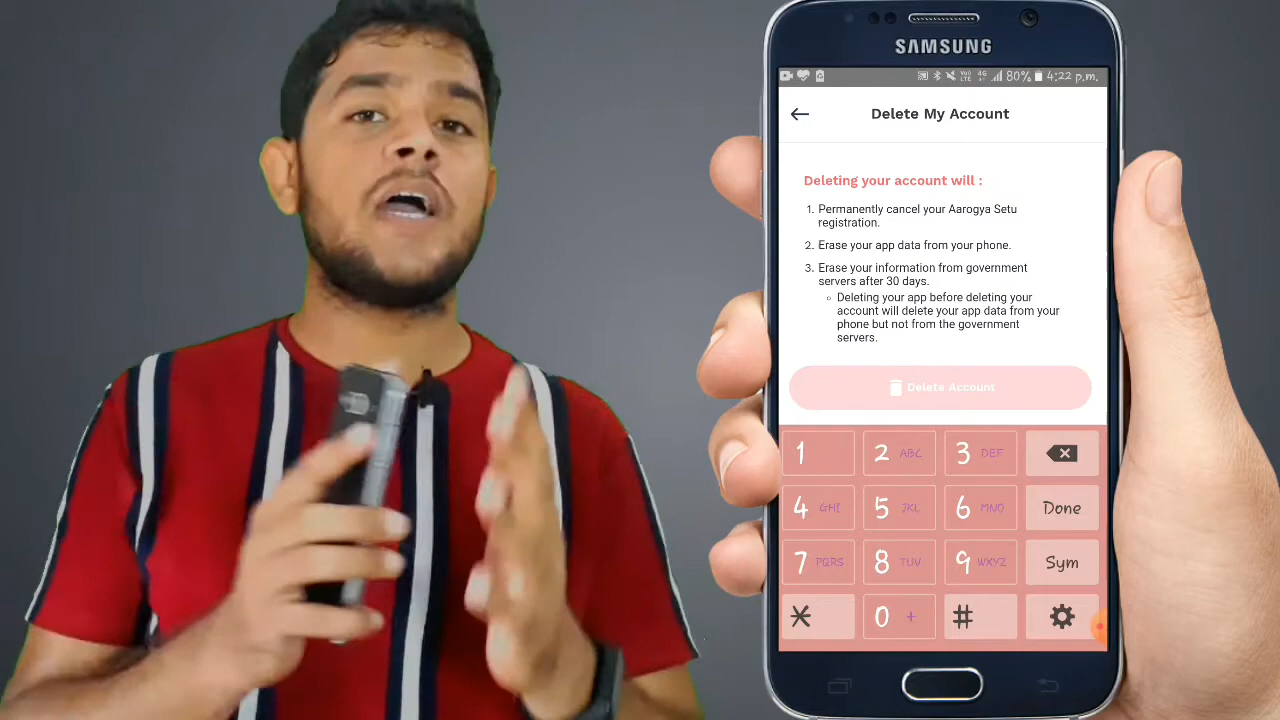 SAMSUNG
VoD LTE 4G 80% 4:22 p.m.
Delete My Account
Deleting your account will :
1. Permanently cancel your Aarogya Setu
registration.
2. Erase your app data from your phone.
3. Erase your information from government
servers after 30 days.
Deleting your app before deleting your
account will delete your app data from your
phone but not from the government
servers.
Delete Account
1 2 ABC 3 DEF
4 GHI 5 JKL 6 MNO Done
7 PQRS 8 TUV 9 WXYZ Sym
* 0 + #